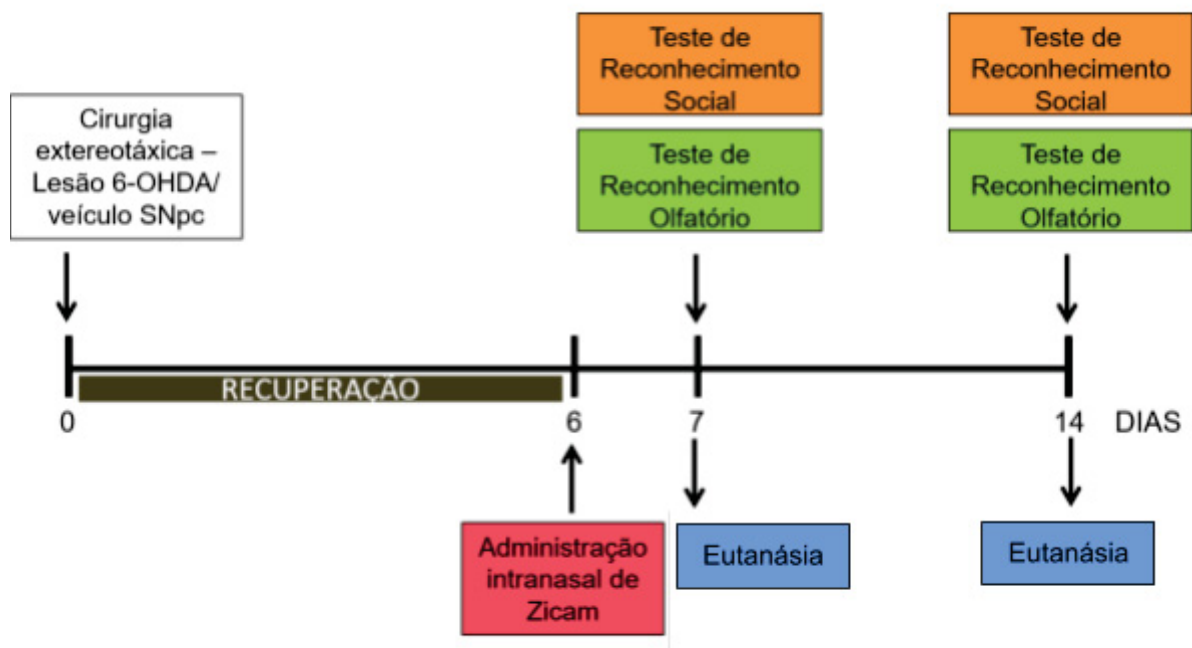 Teste de
Reconhecimento
Social
Teste de
Reconhecimento
Social
Cirurgia
extereotáxica –
Lesão 6-OHDA/
veículo SNpc
Teste de
Reconhecimento
Olfatório
Teste de
Reconhecimento
Olfatório
RECUPERAÇÃO
0
6
7
14
DIAS
Administração
intranasal de
Zicam
Eutanásia
Eutanásia